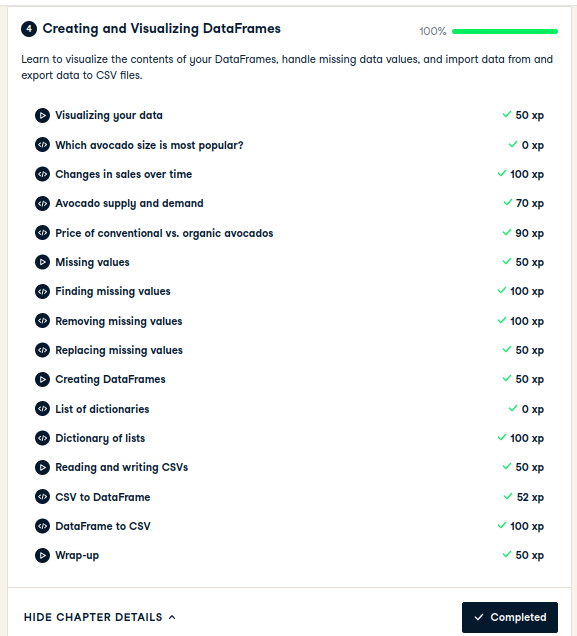 4 Creating and Visualizing DataFrames
100%
Learn to visualize the contents of your DataFrames, handle missing data values, and import data from and
export data to CSV files.
Visualizing your data 50 xp
Which avocado size is most popular? 0 xp
Changes in sales over time 100 xp
Avocado supply and demand 70 xp
Price of conventional vs. organic avocados 90 xp
Missing values 50 xp
Finding missing values 100 xp
Removing missing values 100 xp
Replacing missing values 50 xp
Creating DataFrames 50 xp
List of dictionaries 0 xp
Dictionary of lists 100 xp
Reading and writing CSVs 50 xp
CSV to DataFrame 52 xp
DataFrame to CSV 100 xp
Wrap-up 50 xp
HIDE CHAPTER DETAILS
Completed